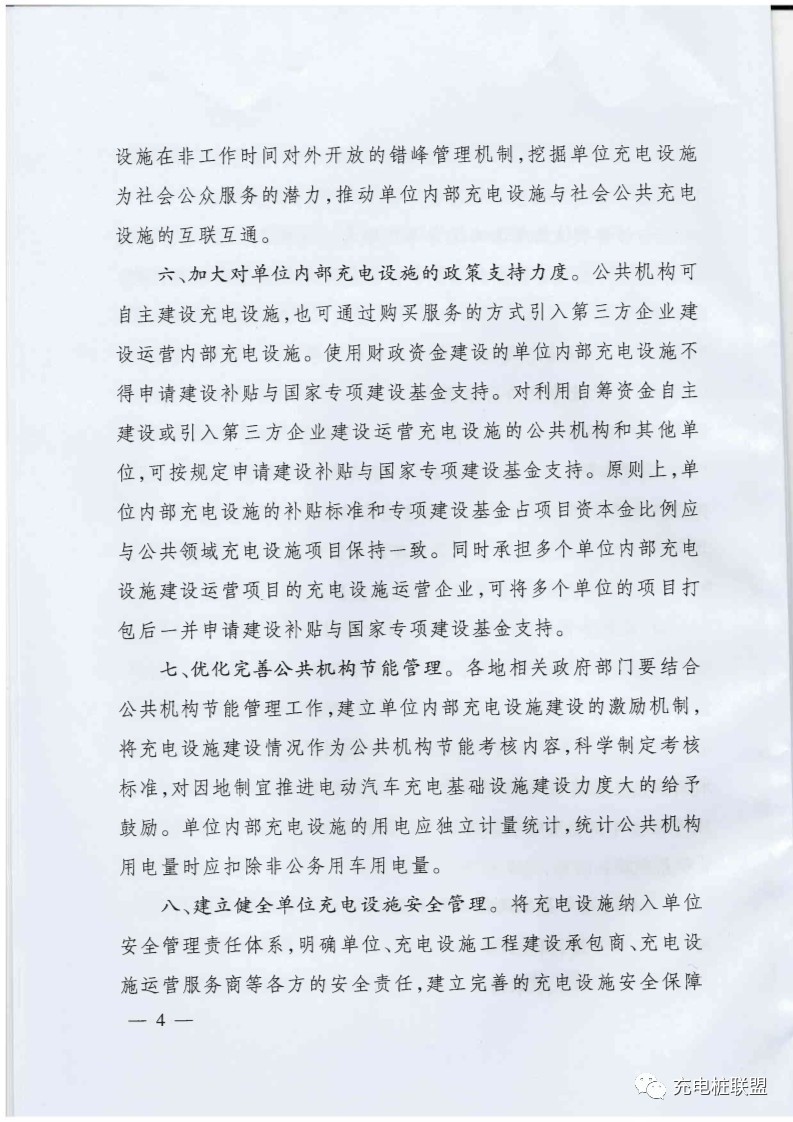 设施在非工作时间对外开放的错峰管理机制,挖掘单位充电设施
为社会公众服务的潜力,推动单位内部充电设施与社会公共充电
设施的互联互通。
六、加大对单位内部充电设施的政策支持力度。公共机构可
自主建设充电设施,也可通过购买服务的方式引入第三方企业建
设运营内部充电设施。使用财政资金建设的单位内部充电设施不
得申请建设补贴与国家专项建设基金支持。对利用自筹资金自主
建设或引入第三方企业建设运营充电设施的公共机构和其他单
位,可按规定申请建设补贴与国家专项建设基金支持。原则上,单
位内部充电设施的补贴标准和专项建设基金占项目资本金比例应
与公共领域充电设施项目保持一致。同时承担多个单位内部充电
设施建设运营项目的充电设施运营企业,可将多个单位的项目打
包后一并申请建设补贴与国家专项建设基金支持。
七、优化完善公共机构节能管理。各地相关政府部门要结合
公共机构节能管理工作,建立单位内部充电设施建设的激励机制,
将充电设施建设情况作为公共机构节能考核内容,科学制定考核
标准,对因地制宜推进电动汽车充电基础设施建设力度大的给予
鼓励。单位内部充电设施的用电应独立计量统计,统计公共机构
用电量时应扣除非公务用车用电量。
八、建立健全单位充电设施安全管理。将充电设施纳入单位
安全管理责任体系,明确单位、充电设施工程建设承包商、充电设
施运营服务商等各方的安全责任,建立完善的充电设施安全保障
— 4 —
充电桩联盟